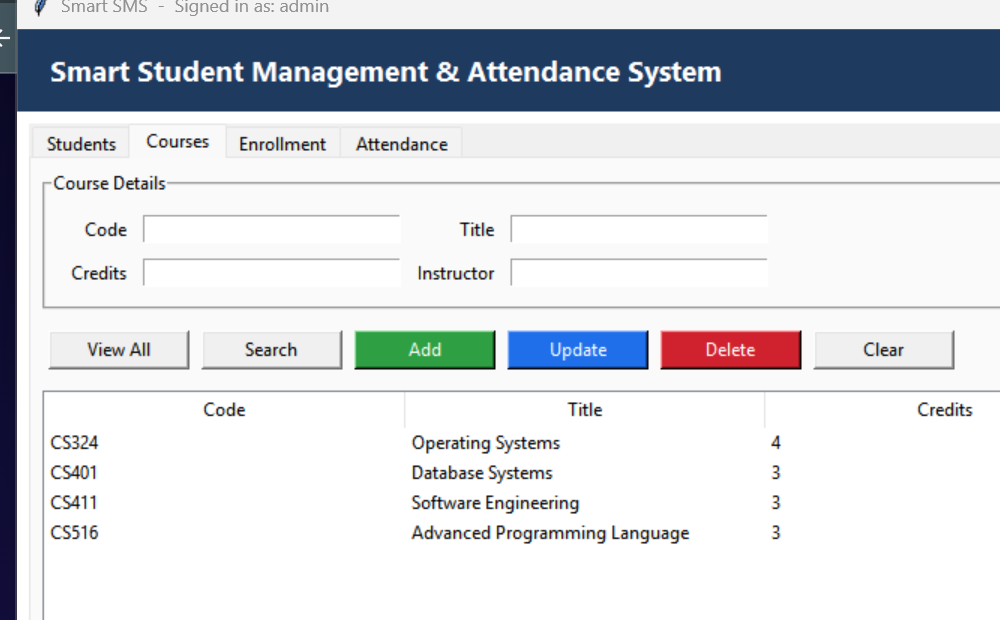 Smart SMS - Signed in as: admin
Smart Student Management & Attendance System
Students Courses Enrollment Attendance
Course Details
Code Title
Credits Instructor
View All Search Add Update Delete Clear
Code Title Credits
CS324 Operating Systems 4
CS401 Database Systems 3
CS411 Software Engineering 3
CS516 Advanced Programming Language 3